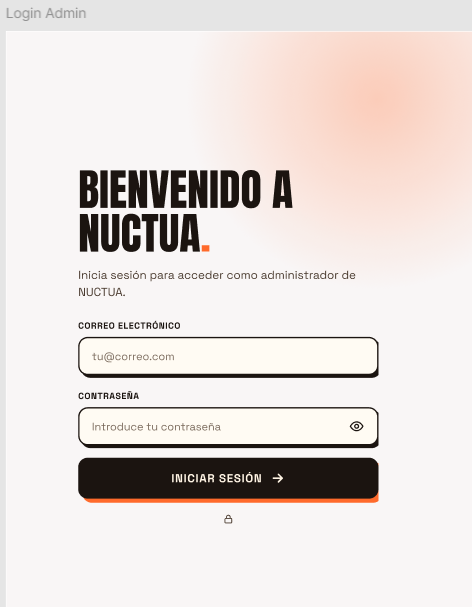 Login Admin
BIENVENIDO A
NUCTUA.
Inicia sesión para acceder como administrador de
NUCTUA.
CORREO ELECTRÓNICO
tu@correo.com
CONTRASEÑA
Introduce tu contraseña
INICIAR SESIÓN →